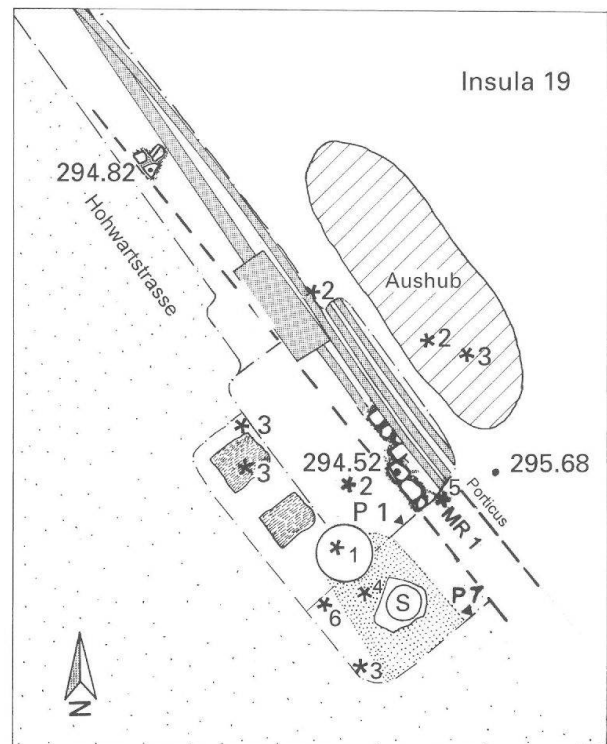 Insula 19
294.82
Hohwartstrasse
Aushub
*2
*2
*3
*3
*3
294.52
*2
295.68
5
Porticus
P 1
MR 1
*1
*4
S
P 7
*6
*3
N